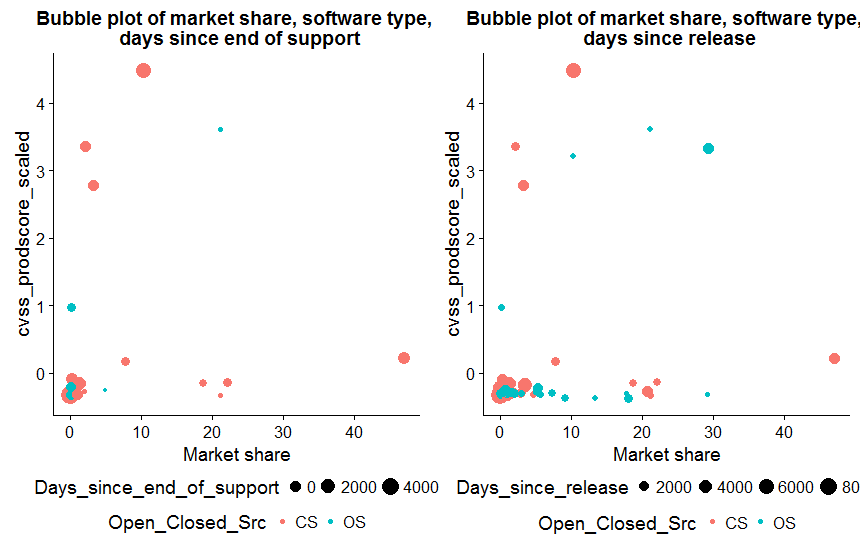 Bubble plot of market share, software type,
days since end of support
cvss_prodscore_scaled
4
3
2
1
0
0 10 20 30 40
Market share
Days_since_end_of_support 0 2000 4000
Open_Closed_Src CS OS
Bubble plot of market share, software type,
days since release
cvss_prodscore_scaled
4
3
2
1
0
0 10 20 30 40
Market share
Days_since_release 2000 4000 6000 80
Open_Closed_Src CS OS